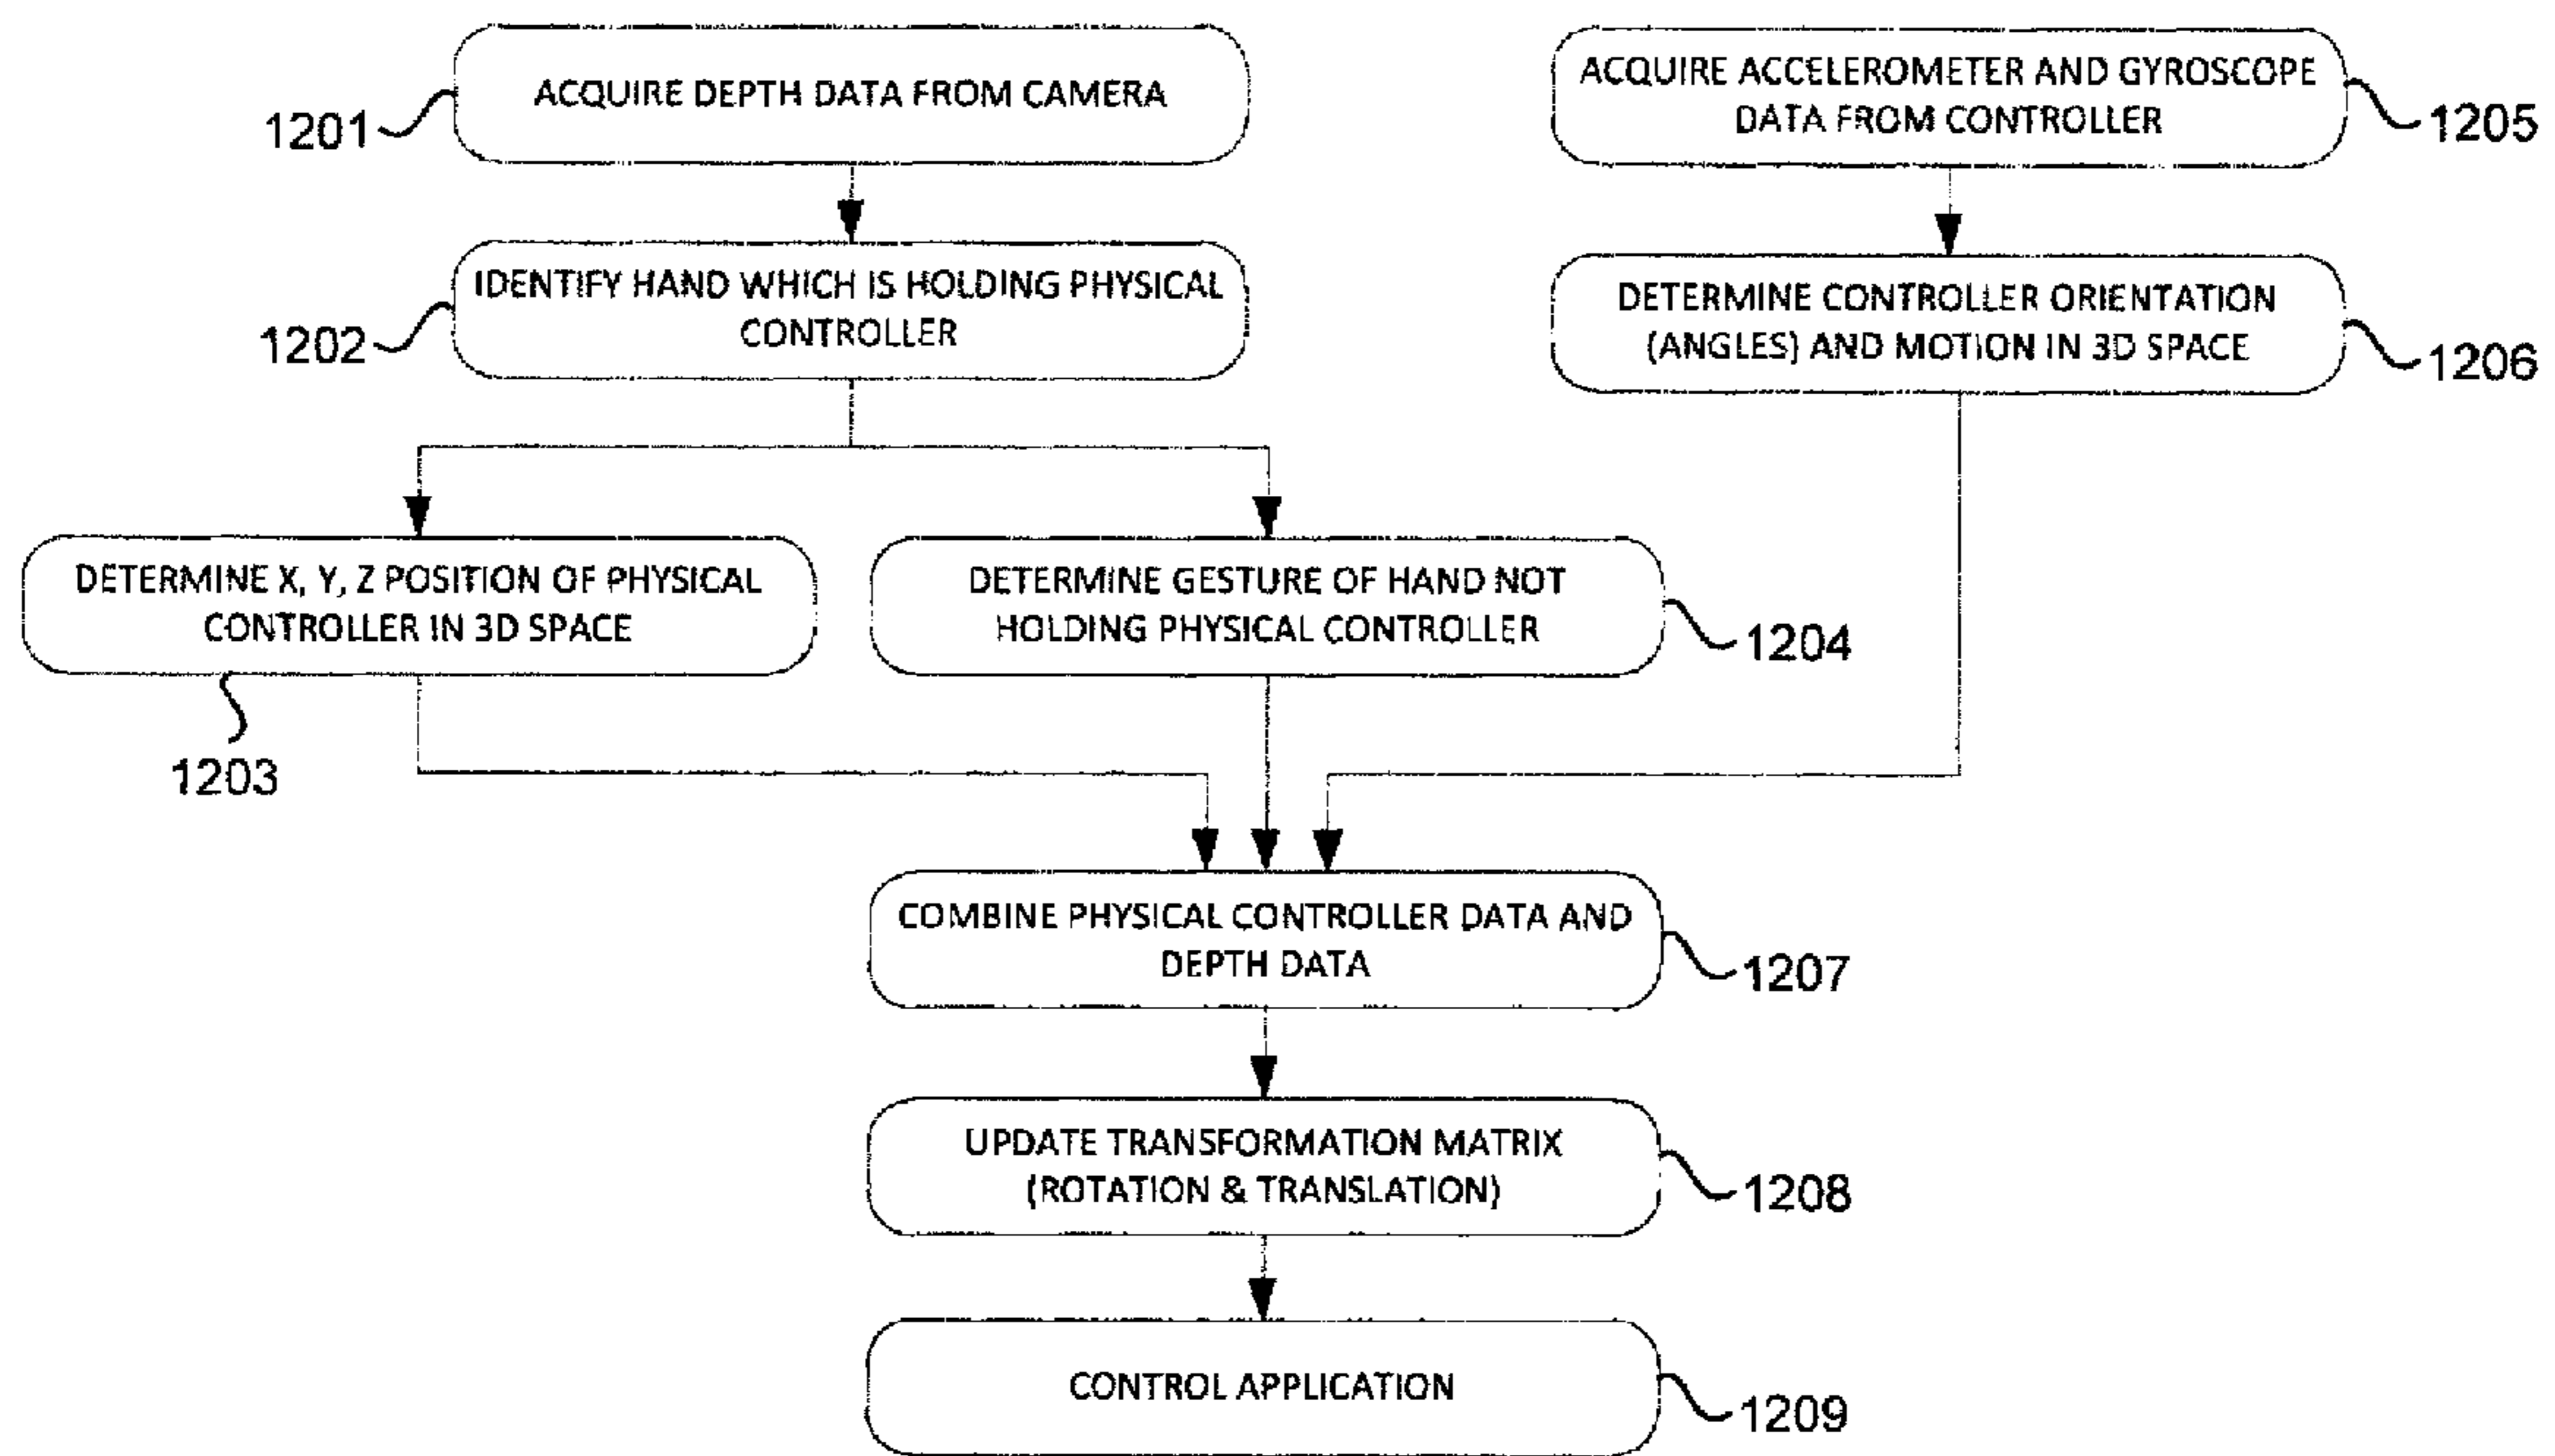 ACQUIRE DEPTH DATA FROM CAMERA
1201
ACQUIRE ACCELEROMETER AND GYROSCOPE
DATA FROM CONTROLLER
1205
IDENTIFY HAND WHICH IS HOLDING PHYSICAL
CONTROLLER
1202
DETERMINE CONTROLLER ORIENTATION
(ANGLES) AND MOTION IN 3D SPACE
1206
DETERMINE X, Y, Z POSITION OF PHYSICAL
CONTROLLER IN 3D SPACE
1203
DETERMINE GESTURE OF HAND NOT
HOLDING PHYSICAL CONTROLLER
1204
COMBINE PHYSICAL CONTROLLER DATA AND
DEPTH DATA
1207
UPDATE TRANSFORMATION MATRIX
(ROTATION & TRANSLATION)
1208
CONTROL APPLICATION
1209